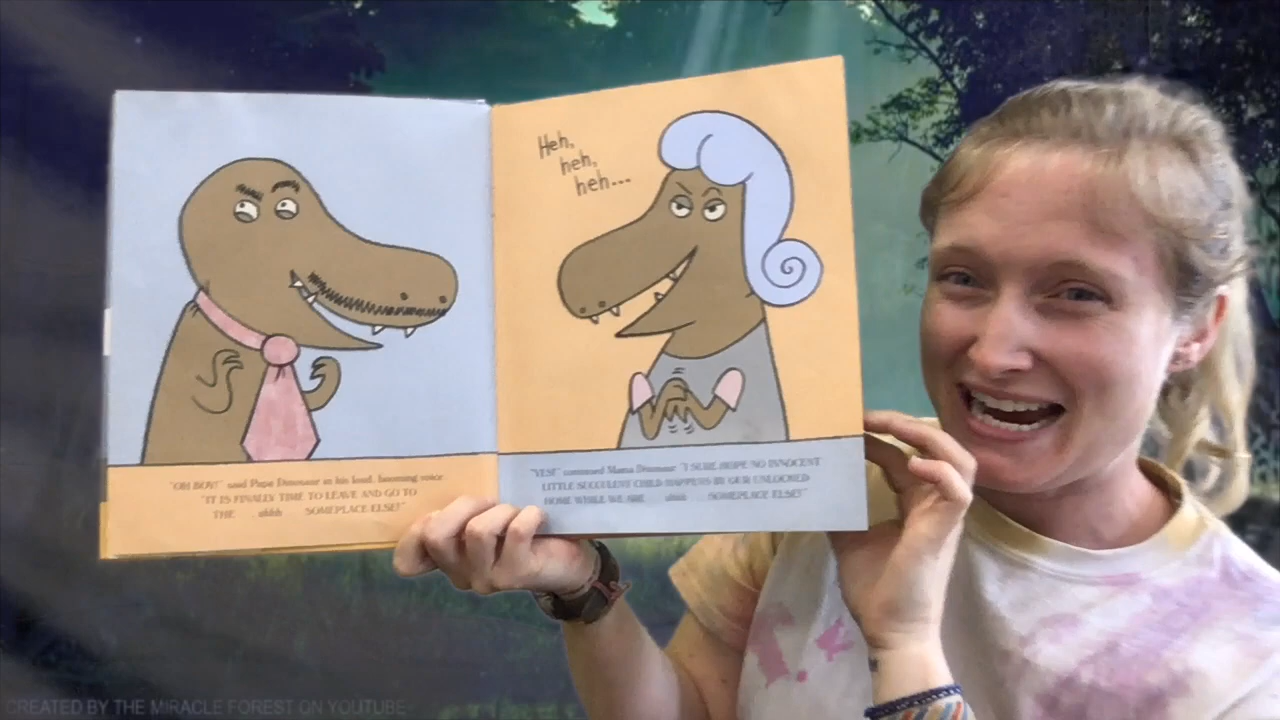 Heh,
heh,
heh...
"OH BOY!" said Papa Dinosaur in his loud, booming voice
"IT IS FINALLY TIME TO LEAVE AND GO TO
THE . . . uhhh . . . SOMEPLACE ELSE!"
"YES!" continued Mama Dinosaur. "I SURE HOPE NO INNOCENT
LITTLE SUCCULENT CHILD HAPPENS BY OUR UNLOCKED
HOME WHILE WE ARE . . . uhhh . . . SOMEPLACE ELSE!"
CREATED BY THE MIRACLE FOREST ON YOUTUBE